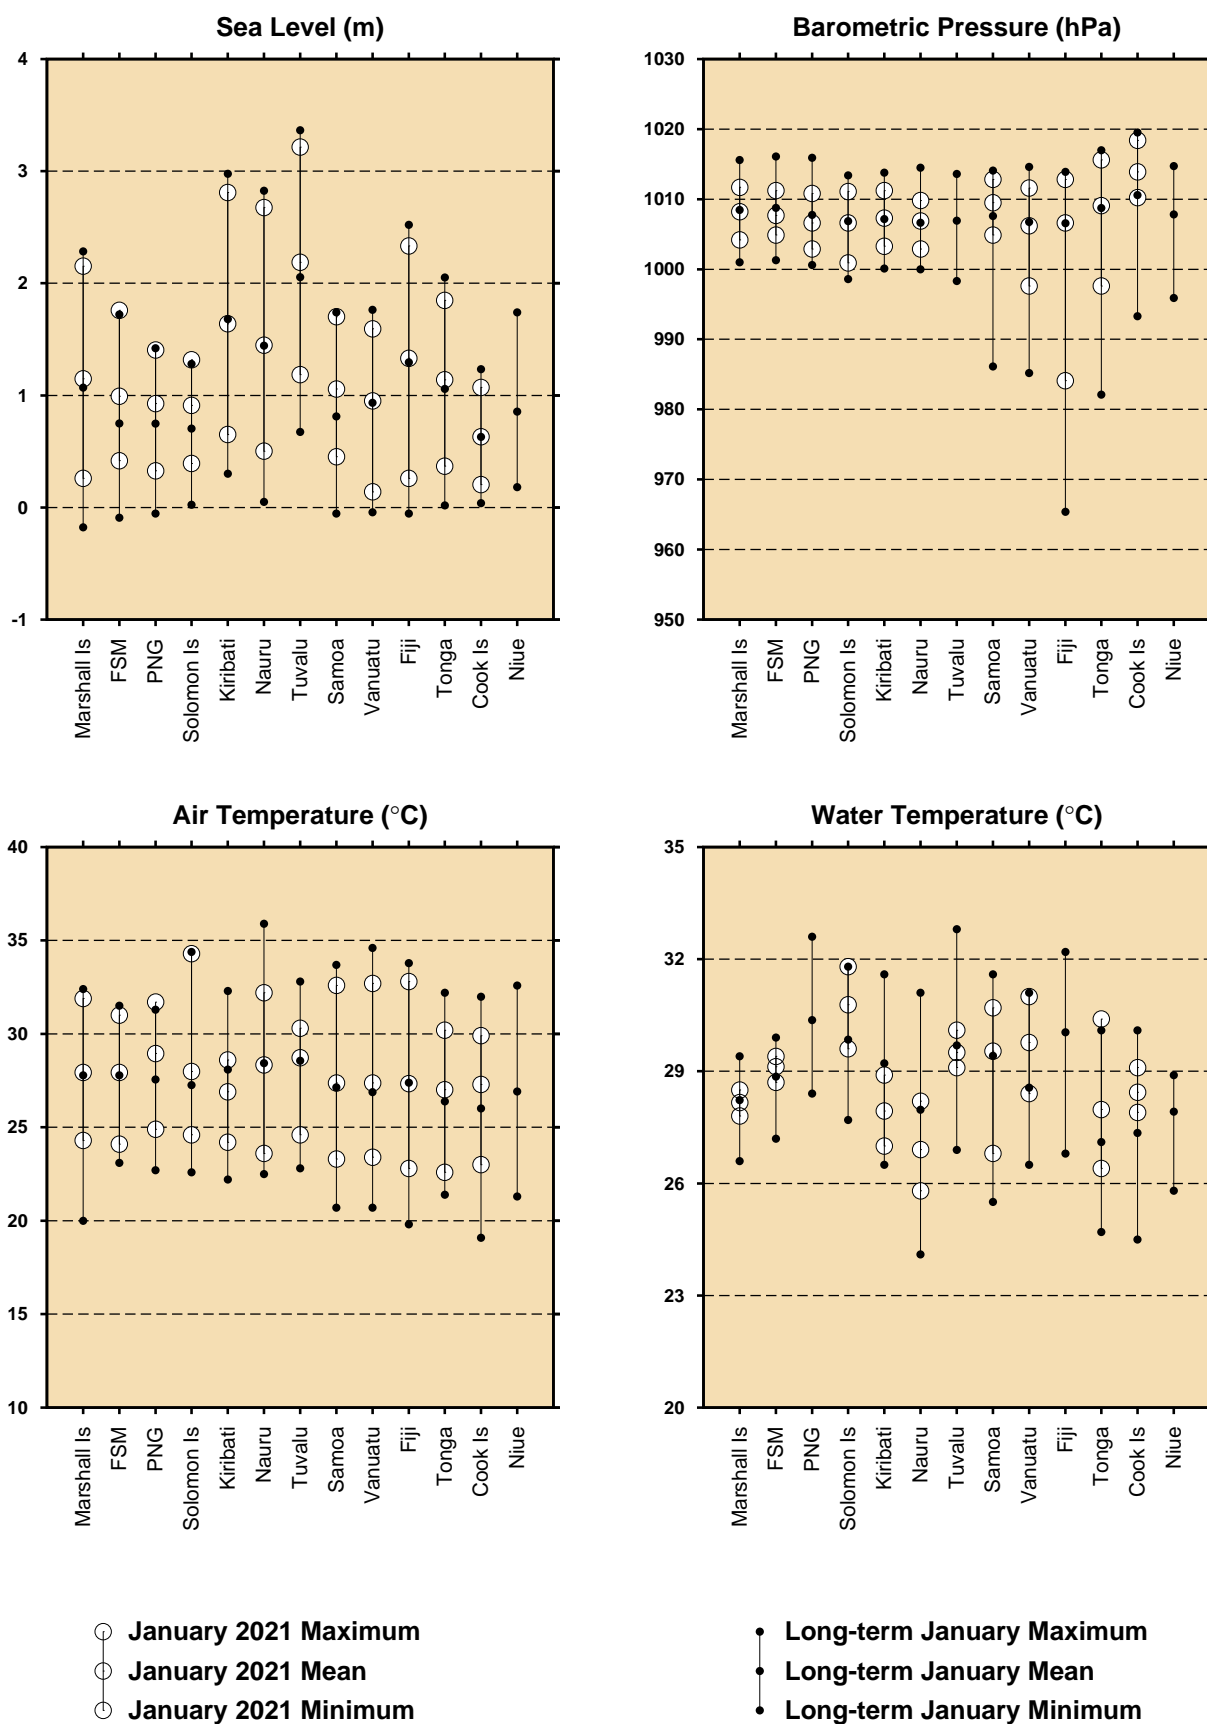 Sea Level (m)
4
3
2
1
0
-1
Marshall Is
FSM
PNG
Solomon Is
Kiribati
Nauru
Tuvalu
Samoa
Vanuatu
Fiji
Tonga
Cook Is
Niue
Barometric Pressure (hPa)
1030
1020
1010
1000
990
980
970
960
950
Marshall Is
FSM
PNG
Solomon Is
Kiribati
Nauru
Tuvalu
Samoa
Vanuatu
Fiji
Tonga
Cook Is
Niue
Air Temperature (°C)
40
35
30
25
20
15
10
Marshall Is
FSM
PNG
Solomon Is
Kiribati
Nauru
Tuvalu
Samoa
Vanuatu
Fiji
Tonga
Cook Is
Niue
Water Temperature (°C)
35
32
29
26
23
20
Marshall Is
FSM
PNG
Solomon Is
Kiribati
Nauru
Tuvalu
Samoa
Vanuatu
Fiji
Tonga
Cook Is
Niue
January 2021 Maximum
January 2021 Mean
January 2021 Minimum
Long-term January Maximum
Long-term January Mean
Long-term January Minimum